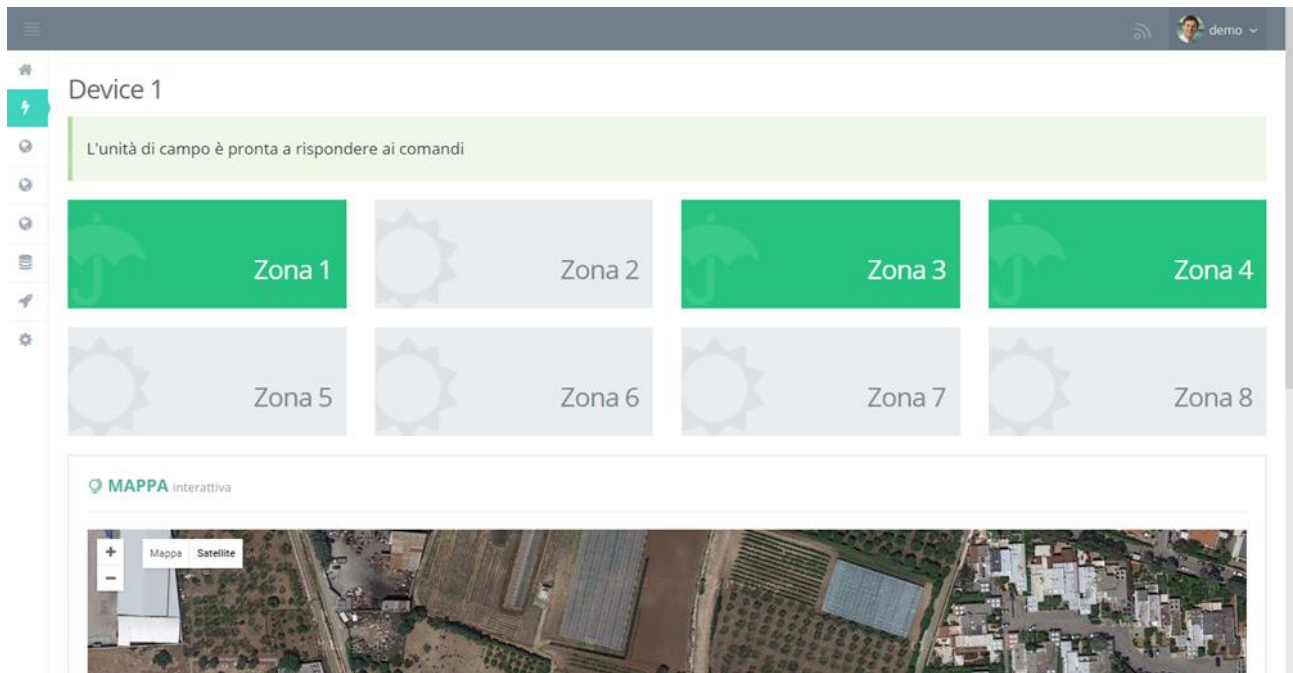 demo
Device 1
L'unità di campo è pronta a rispondere ai comandi
Zona 1
Zona 2
Zona 3
Zona 4
Zona 5
Zona 6
Zona 7
Zona 8
MAPPA interattiva
+
Mappa Satellite
−